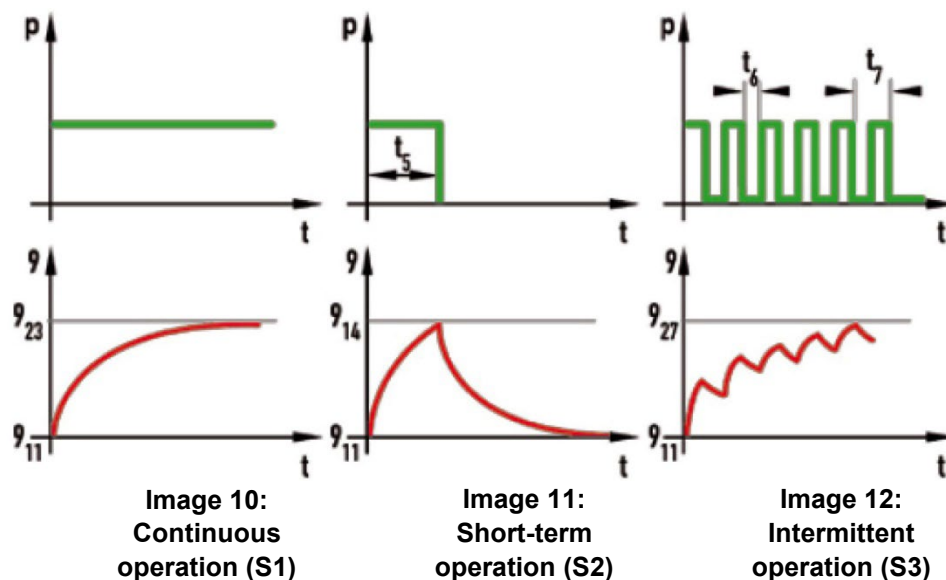 p
t
p
t₅
t
p
t₆
t₇
t
9
9₂₃
9₁₁
t
9
9₁₄
9₁₁
t
9
9₂₇
9₁₁
t
Image 10:
Continuous
operation (S1)
Image 11:
Short-term
operation (S2)
Image 12:
Intermittent
operation (S3)